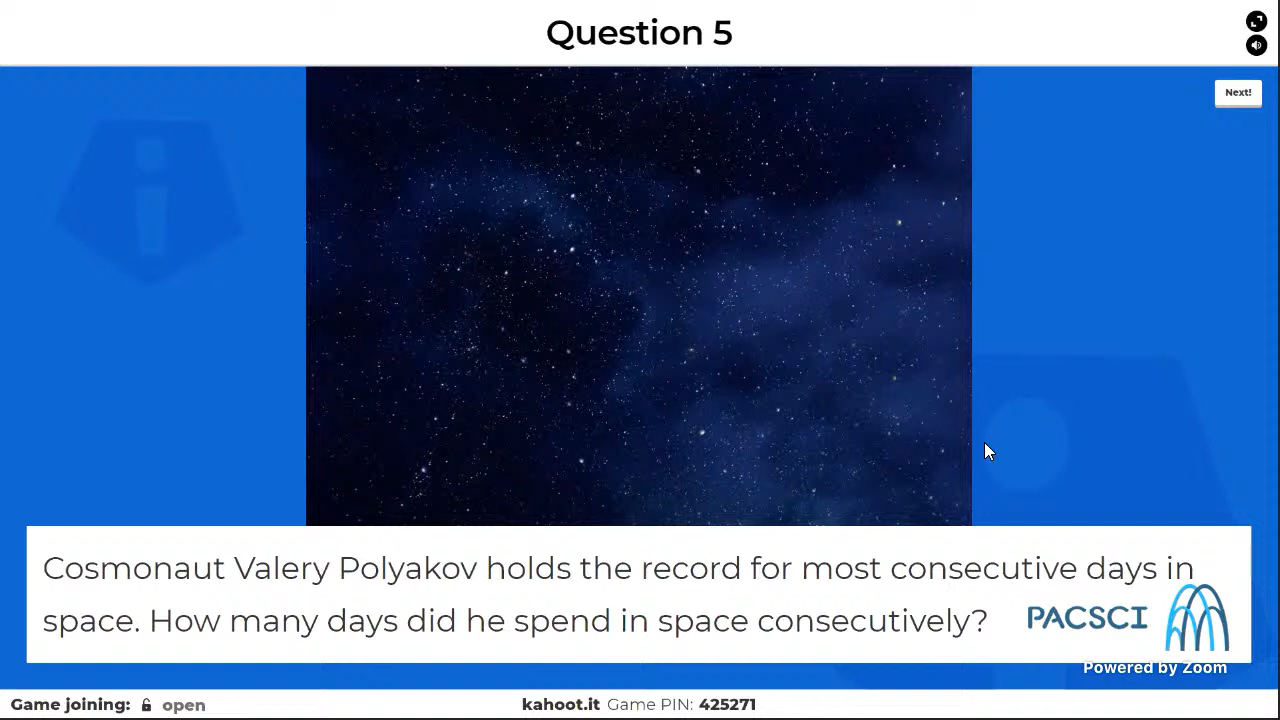 Question 5
Next!
Cosmonaut Valery Polyakov holds the record for most consecutive days in
space. How many days did he spend in space consecutively?
PACSCI
Powered by Zoom
Game joining: open
kahoot.it Game PIN: 425271